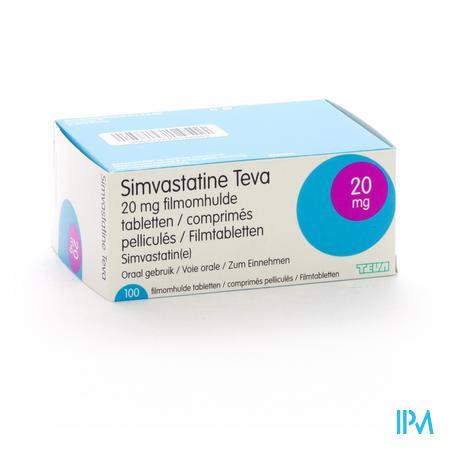 Simvastatine Teva
20 mg filmomhulde
tabletten / comprimés
pelliculés / Filmtabletten
Simvastatin(e)
Oraal gebruik / Voie orale / Zum Einnehmen
100 filmomhulde tabletten / comprimés pelliculés / Filmtabletten
20
mg
TEVA
Simvastatine Teva
20
mg
IPM